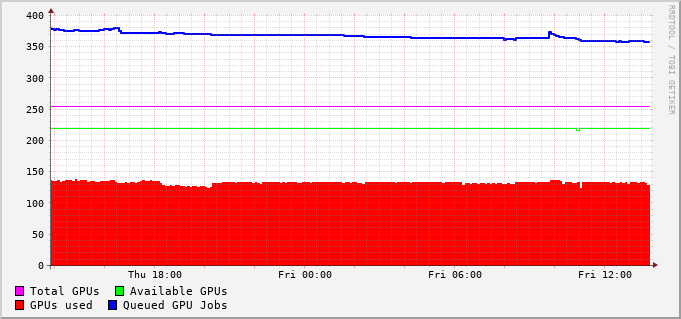 400
350
300
250
200
150
100
50
0
Thu 18:00 Fri 00:00 Fri 06:00 Fri 12:00
Total GPUs Available GPUs
GPUs used Queued GPU Jobs
RRDTOOL / TOBI OETIKER